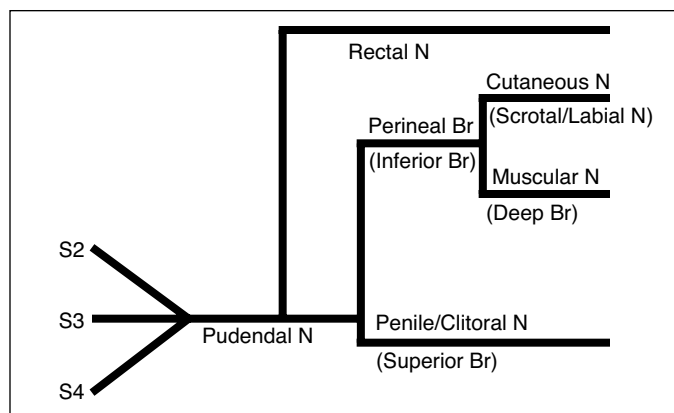 Rectal N
Cutaneous N
(Scrotal/Labial N)
Perineal Br
(Inferior Br)
Muscular N
(Deep Br)
S2
S3
S4
Pudendal N
Penile/Clitoral N
(Superior Br)